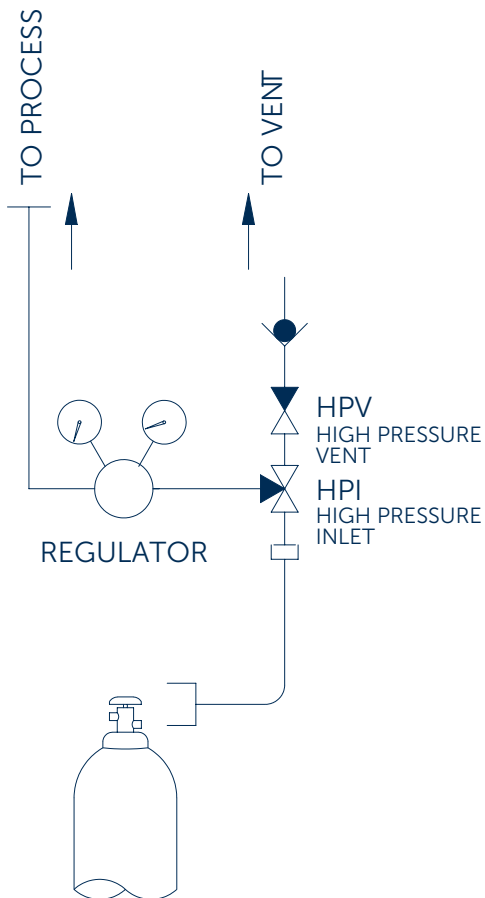 TO PROCESS
TO VENT
HPV
HIGH PRESSURE
VENT
HPI
HIGH PRESSURE
INLET
REGULATOR